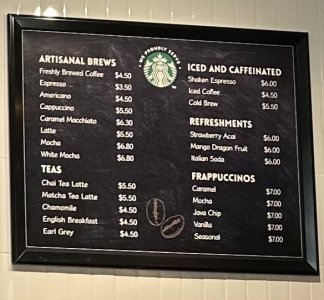 WE PROUDLY SERVE
ARTISANAL BREWS
Freshly Brewed Coffee $4.50
Espresso $3.50
Americano $4.50
Cappuccino $5.50
Caramel Macchiato $6.30
Latte $5.50
Mocha $6.80
White Mocha $6.80
TEAS
Chai Tea Latte $5.50
Matcha Tea Latte $5.50
Chamomile $4.50
English Breakfast $4.50
Earl Grey $4.50
ICED AND CAFFEINATED
Shaken Espresso $6.00
Iced Coffee $4.50
Cold Brew $5.50
REFRESHMENTS
Strawberry Acai $6.00
Mango Dragon Fruit $6.00
Italian Soda $6.00
FRAPPUCCINOS
Caramel $7.00
Mocha $7.00
Java Chip $7.00
Vanilla $7.00
Seasonal $7.00